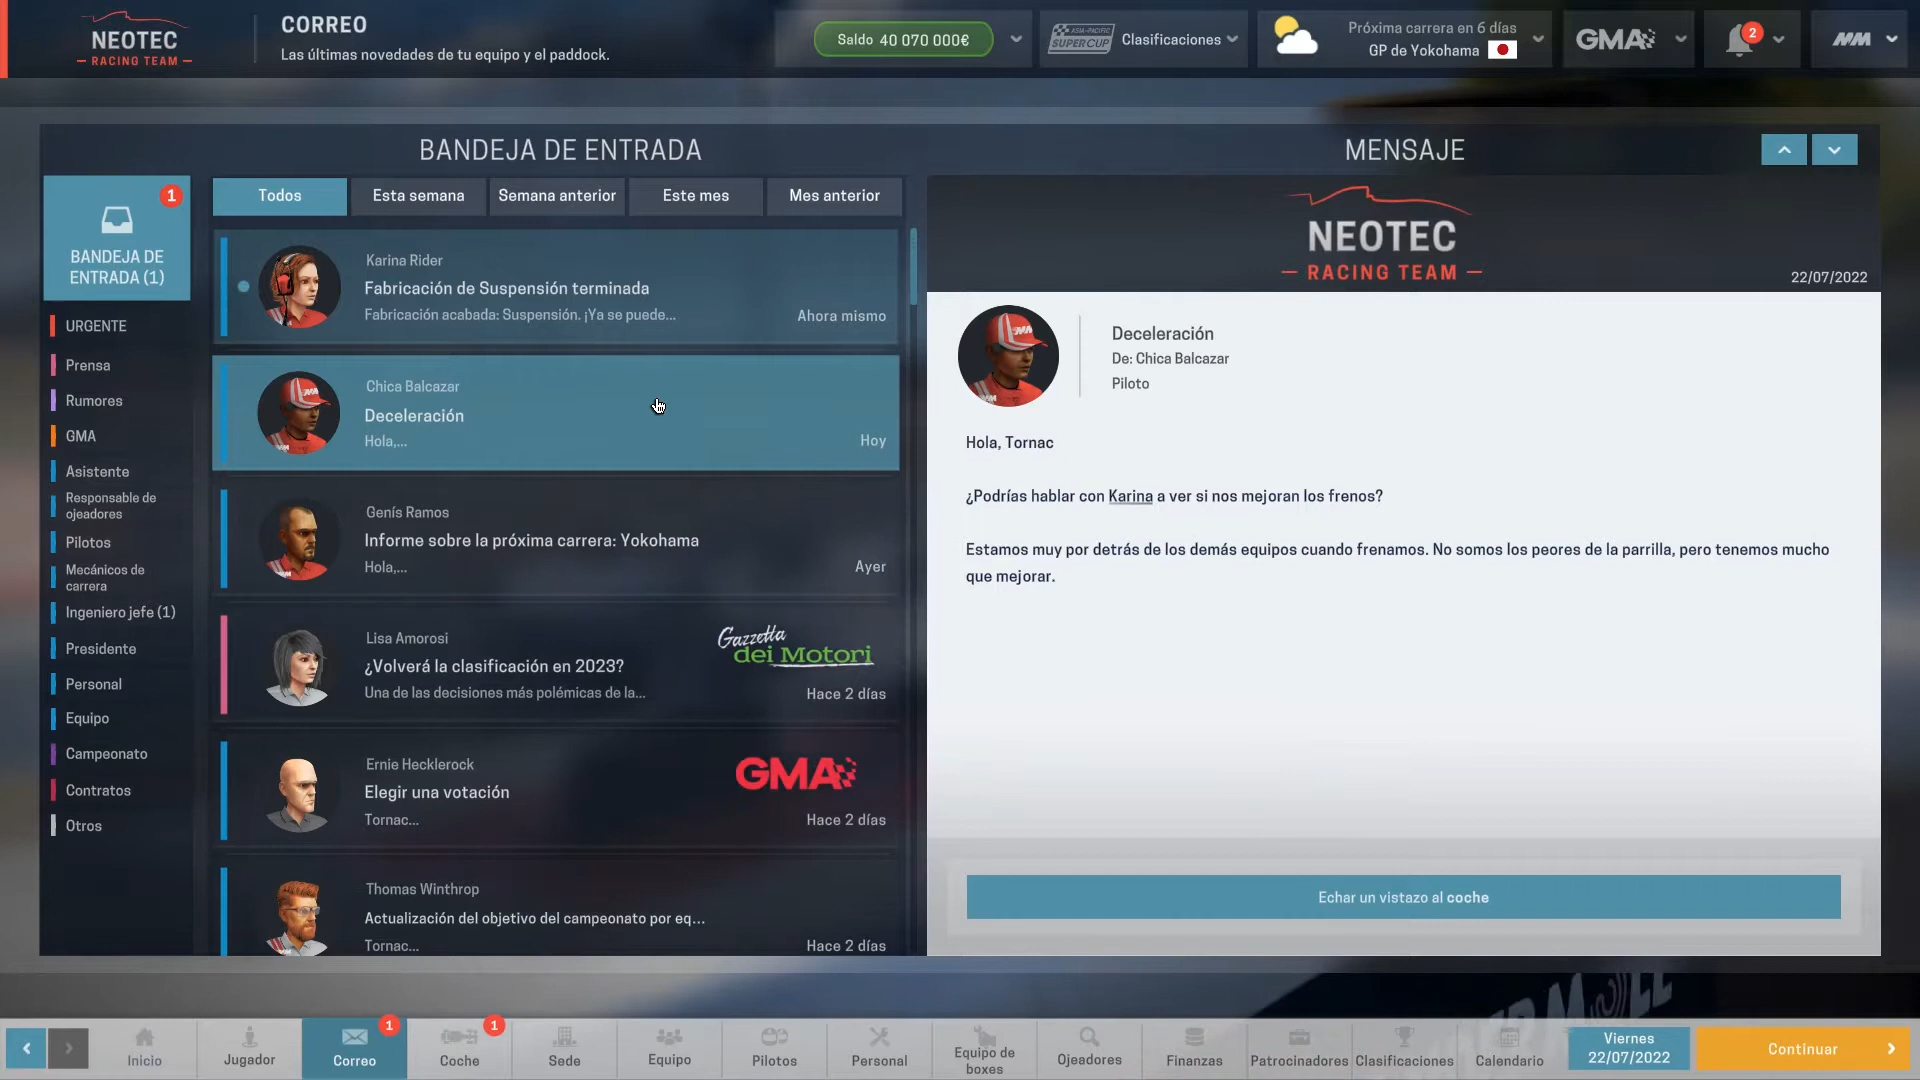 NEOTEC
RACING TEAM
CORREO
Las últimas novedades de tu equipo y el paddock.
Saldo 40 070 000€
ASIA-PACIFIC
SUPER CUP
Clasificaciones
Próxima carrera en 6 días
GP de Yokohama
GMA
2
MM
BANDEJA DE ENTRADA
MENSAJE
1
BANDEJA DE
ENTRADA (1)
URGENTE
Prensa
Rumores
GMA
Asistente
Responsable de
ojeadores
Pilotos
Mecánicos de
carrera
Ingeniero jefe (1)
Presidente
Personal
Equipo
Campeonato
Contratos
Otros
Todos
Esta semana
Semana anterior
Este mes
Mes anterior
Karina Rider
Fabricación de Suspensión terminada
Fabricación acabada: Suspensión. ¡Ya se puede...
Ahora mismo
Chica Balcazar
Deceleración
Hola,...
Hoy
Genís Ramos
Informe sobre la próxima carrera: Yokohama
Hola,...
Ayer
Lisa Amorosi
¿Volverá la clasificación en 2023?
Una de las decisiones más polémicas de la...
Gazzetta
dei Motori
Hace 2 días
Ernie Hecklerock
Elegir una votación
Tornac...
GMA
Hace 2 días
Thomas Winthrop
Actualización del objetivo del campeonato por eq...
Tornac...
Hace 2 días
NEOTEC
RACING TEAM
22/07/2022
Deceleración
De: Chica Balcazar
Piloto
Hola, Tornac
¿Podrías hablar con Karina a ver si nos mejoran los frenos?
Estamos muy por detrás de los demás equipos cuando frenamos. No somos los peores de la parrilla, pero tenemos mucho
que mejorar.
Echar un vistazo al coche
Inicio
Jugador
1
Correo
1
Coche
Sede
Equipo
Pilotos
Personal
Equipo de
boxes
Ojeadores
Finanzas
Patrocinadores
Clasificaciones
Calendario
Viernes
22/07/2022
Continuar